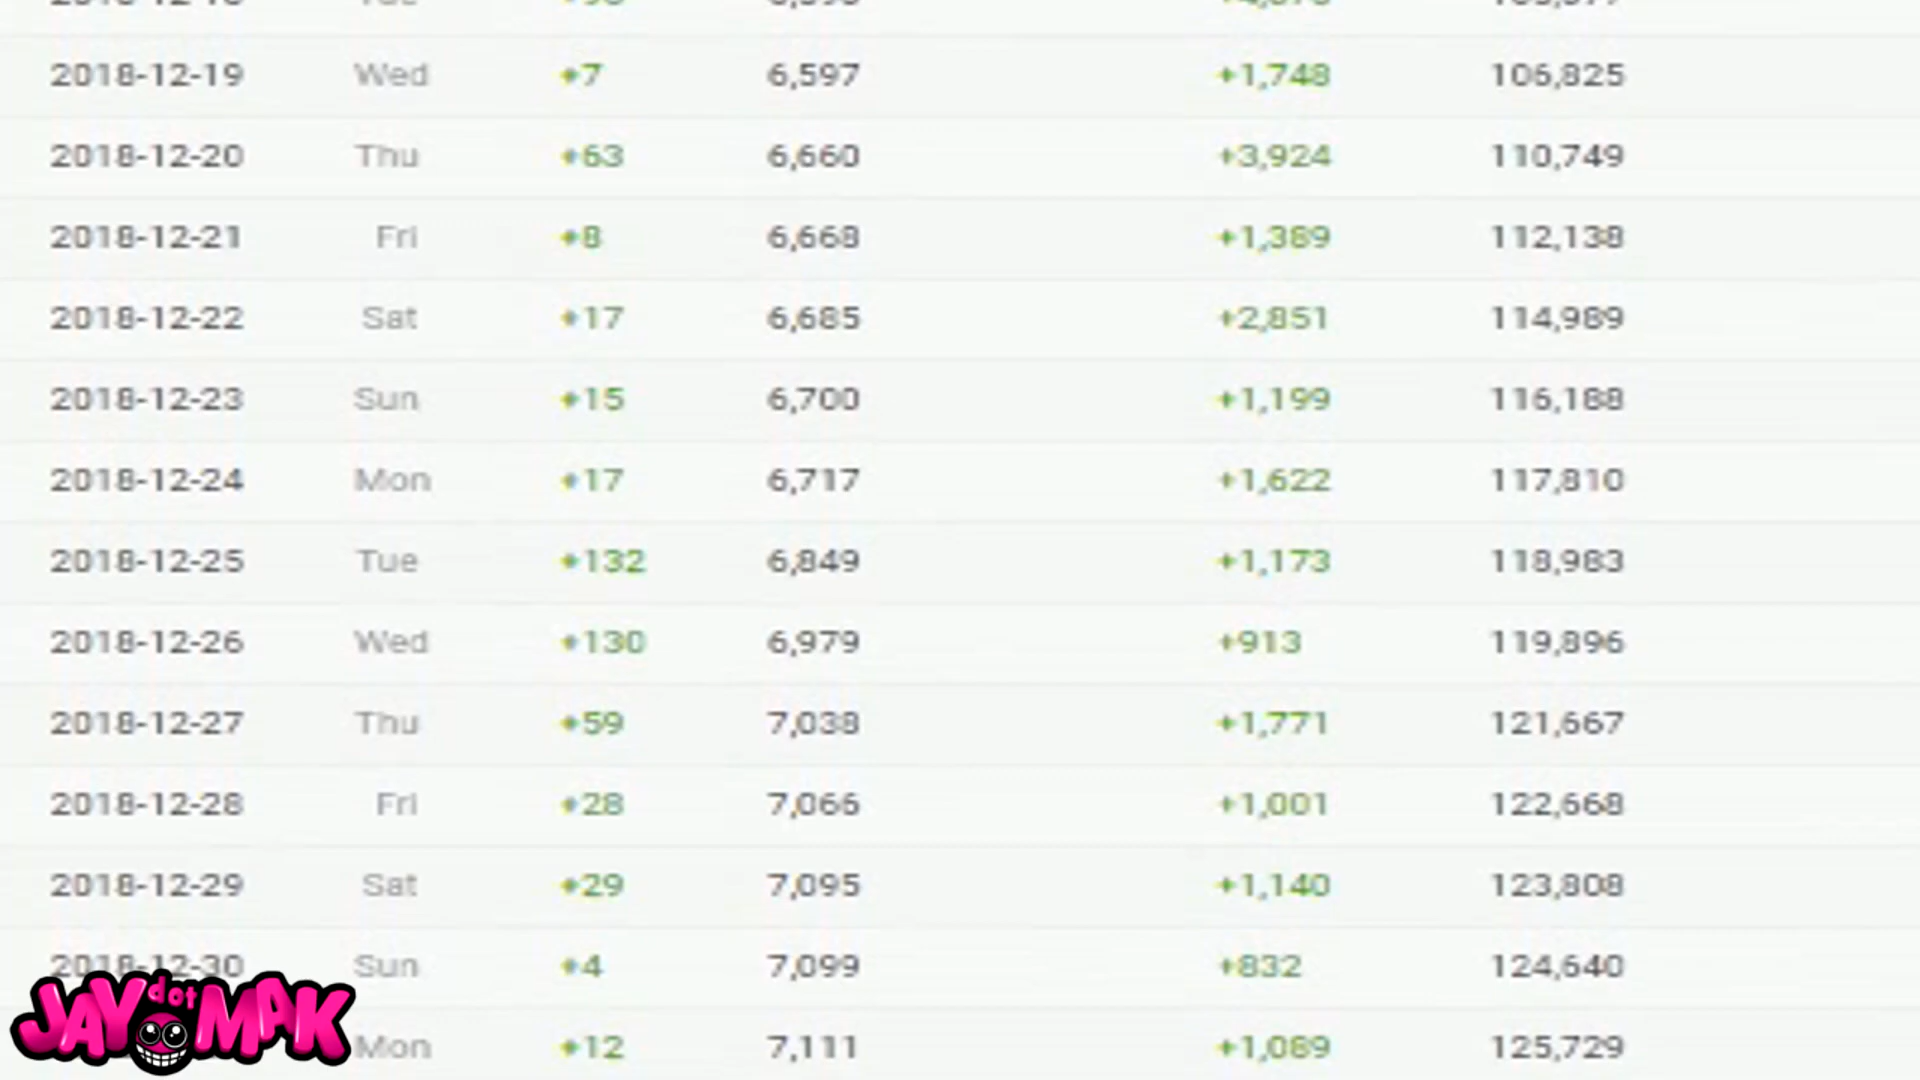 2018-12-19 Wed +7 6,597 +1,748 106,825
2018-12-20 Thu +63 6,660 +3,924 110,749
2018-12-21 Fri +8 6,668 +1,389 112,138
2018-12-22 Sat +17 6,685 +2,851 114,989
2018-12-23 Sun +15 6,700 +1,199 116,188
2018-12-24 Mon +17 6,717 +1,622 117,810
2018-12-25 Tue +132 6,849 +1,173 118,983
2018-12-26 Wed +130 6,979 +913 119,896
2018-12-27 Thu +59 7,038 +1,771 121,667
2018-12-28 Fri +28 7,066 +1,001 122,668
2018-12-29 Sat +29 7,095 +1,140 123,808
2018-12-30 Sun +4 7,099 +832 124,640
Mon +12 7,111 +1,089 125,729
JAY dot MAK